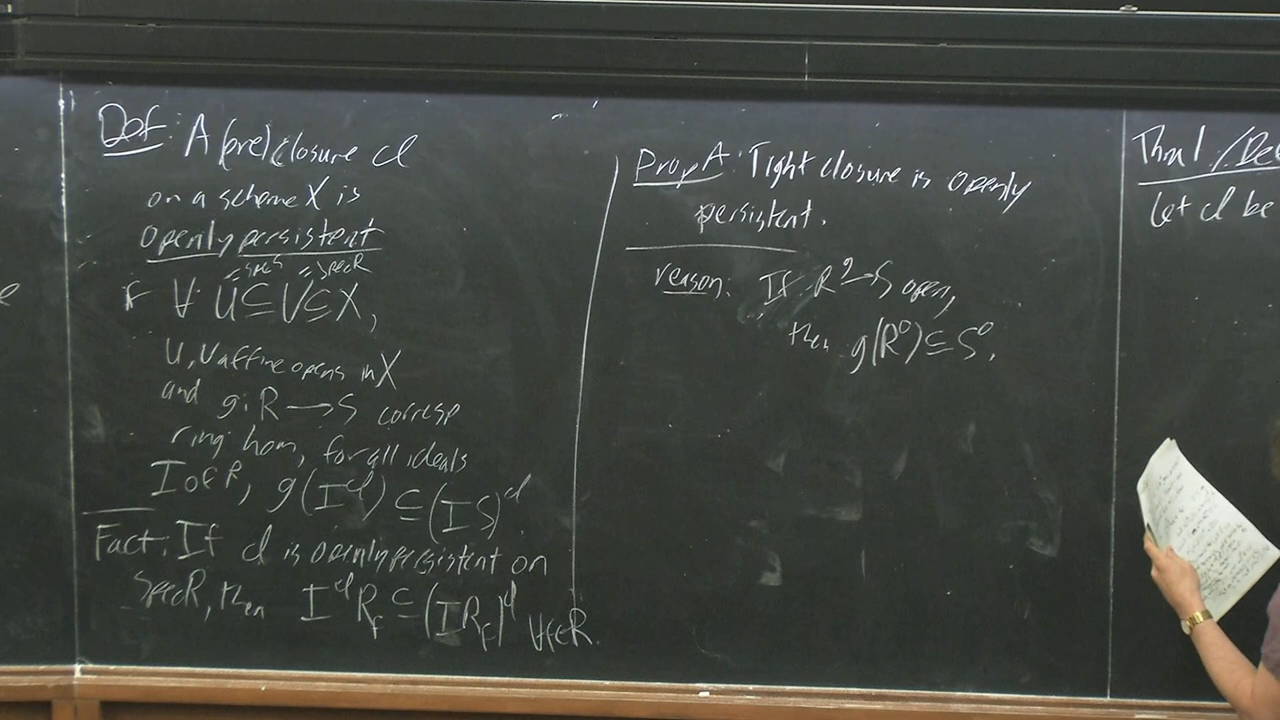 Def: A (pre)closure cl
on a scheme X is
openly persistent
=Spec S =Spec R
if ∀ U ⊆ V ⊆ X,
U, V affine opens in X
and g: R → S corresp
ring hom, for all ideals
I of R, g(I^cl) ⊆ (IS)^cl
Fact: If cl is openly persistent on
Spec R, then I^cl R_f ⊆ (IR_f)^cl ∀f∈R.
Prop A: Tight closure is openly
persistent.
reason: If R →^g S open,
then g(R°) ⊆ S°.
Thm 1 / De
Let cl be